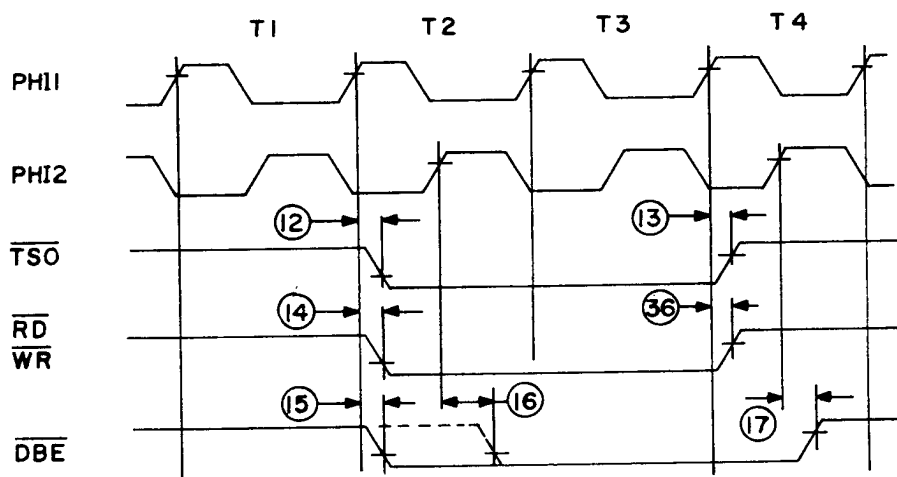 T1 T2 T3 T4
PHI1
PHI2
12 13
TSO
14 36
RD
WR
15 16 17
DBE